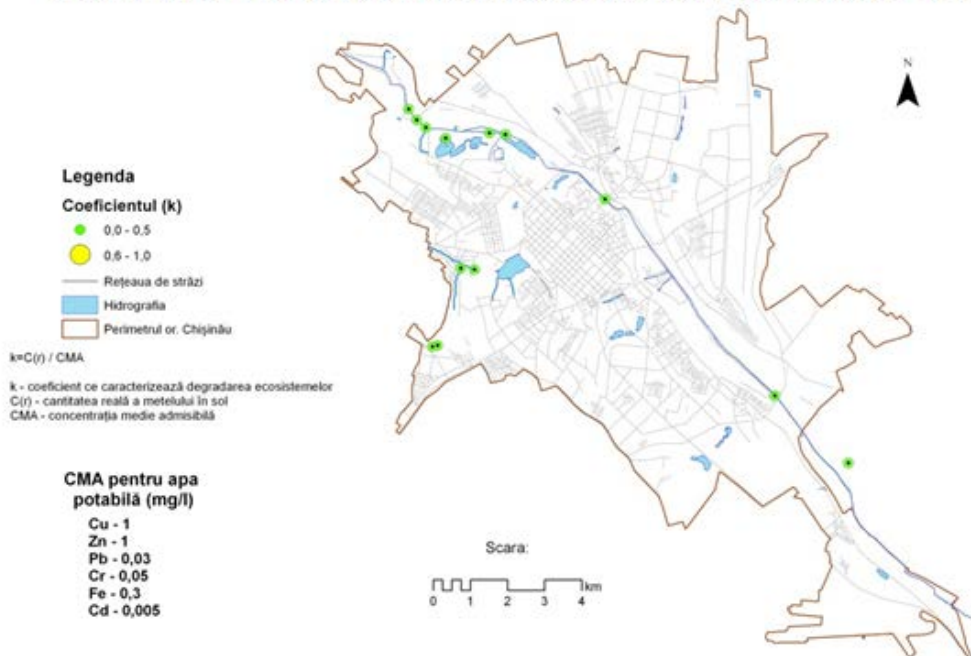 N
Legenda
Coeficientul (k)
0,0 - 0,5
0,6 - 1,0
Rețeaua de străzi
Hidrografia
Perimetrul or. Chișinău
k=C(r) / CMA
k - coeficient ce caracterizează degradarea ecosistemelor
C(r) - cantitatea reală a metelului în sol
CMA - concentrația medie admisibilă
CMA pentru apa
potabilă (mg/l)
Cu - 1
Zn - 1
Pb - 0,03
Cr - 0,05
Fe - 0,3
Cd - 0,005
Scara:
km
0 1 2 3 4